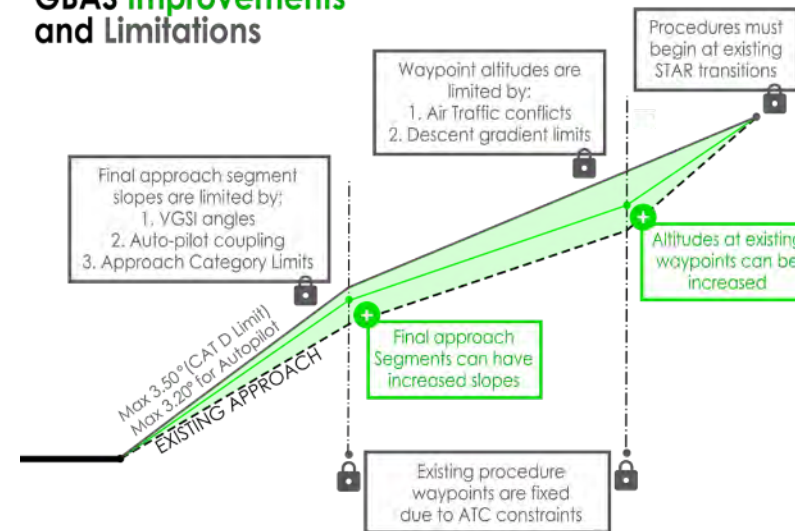 GBAS Improvements
and Limitations
Procedures must
begin at existing
STAR transitions
Waypoint altitudes are
limited by:
1. Air Traffic conflicts
2. Descent gradient limits
Final approach segment
slopes are limited by:
1. VGSI angles
2. Auto-pilot coupling
3. Approach Category Limits
Altitudes at existing
waypoints can be
increased
Final approach
Segments can have
increased slopes
Max 3.50° (CAT D Limit)
Max 3.20° for Autopilot
EXISTING APPROACH
Existing procedure
waypoints are fixed
due to ATC constraints